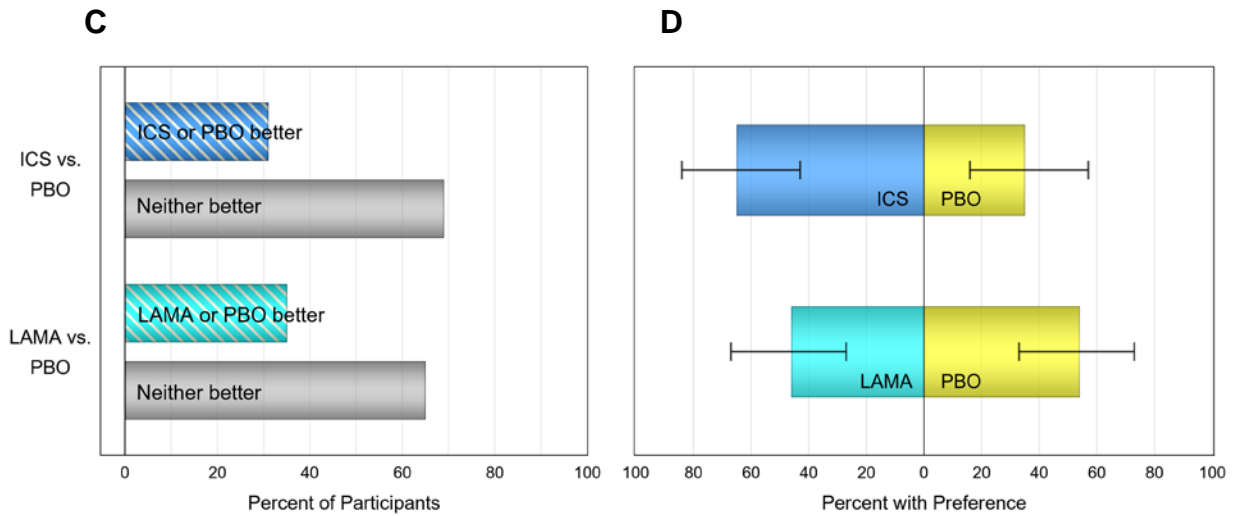 C
D
ICS vs.
PBO
ICS or PBO better
Neither better
LAMA vs.
PBO
LAMA or PBO better
Neither better
0 20 40 60 80 100
Percent of Participants
ICS PBO
LAMA PBO
100 80 60 40 20 0 20 40 60 80 100
Percent with Preference